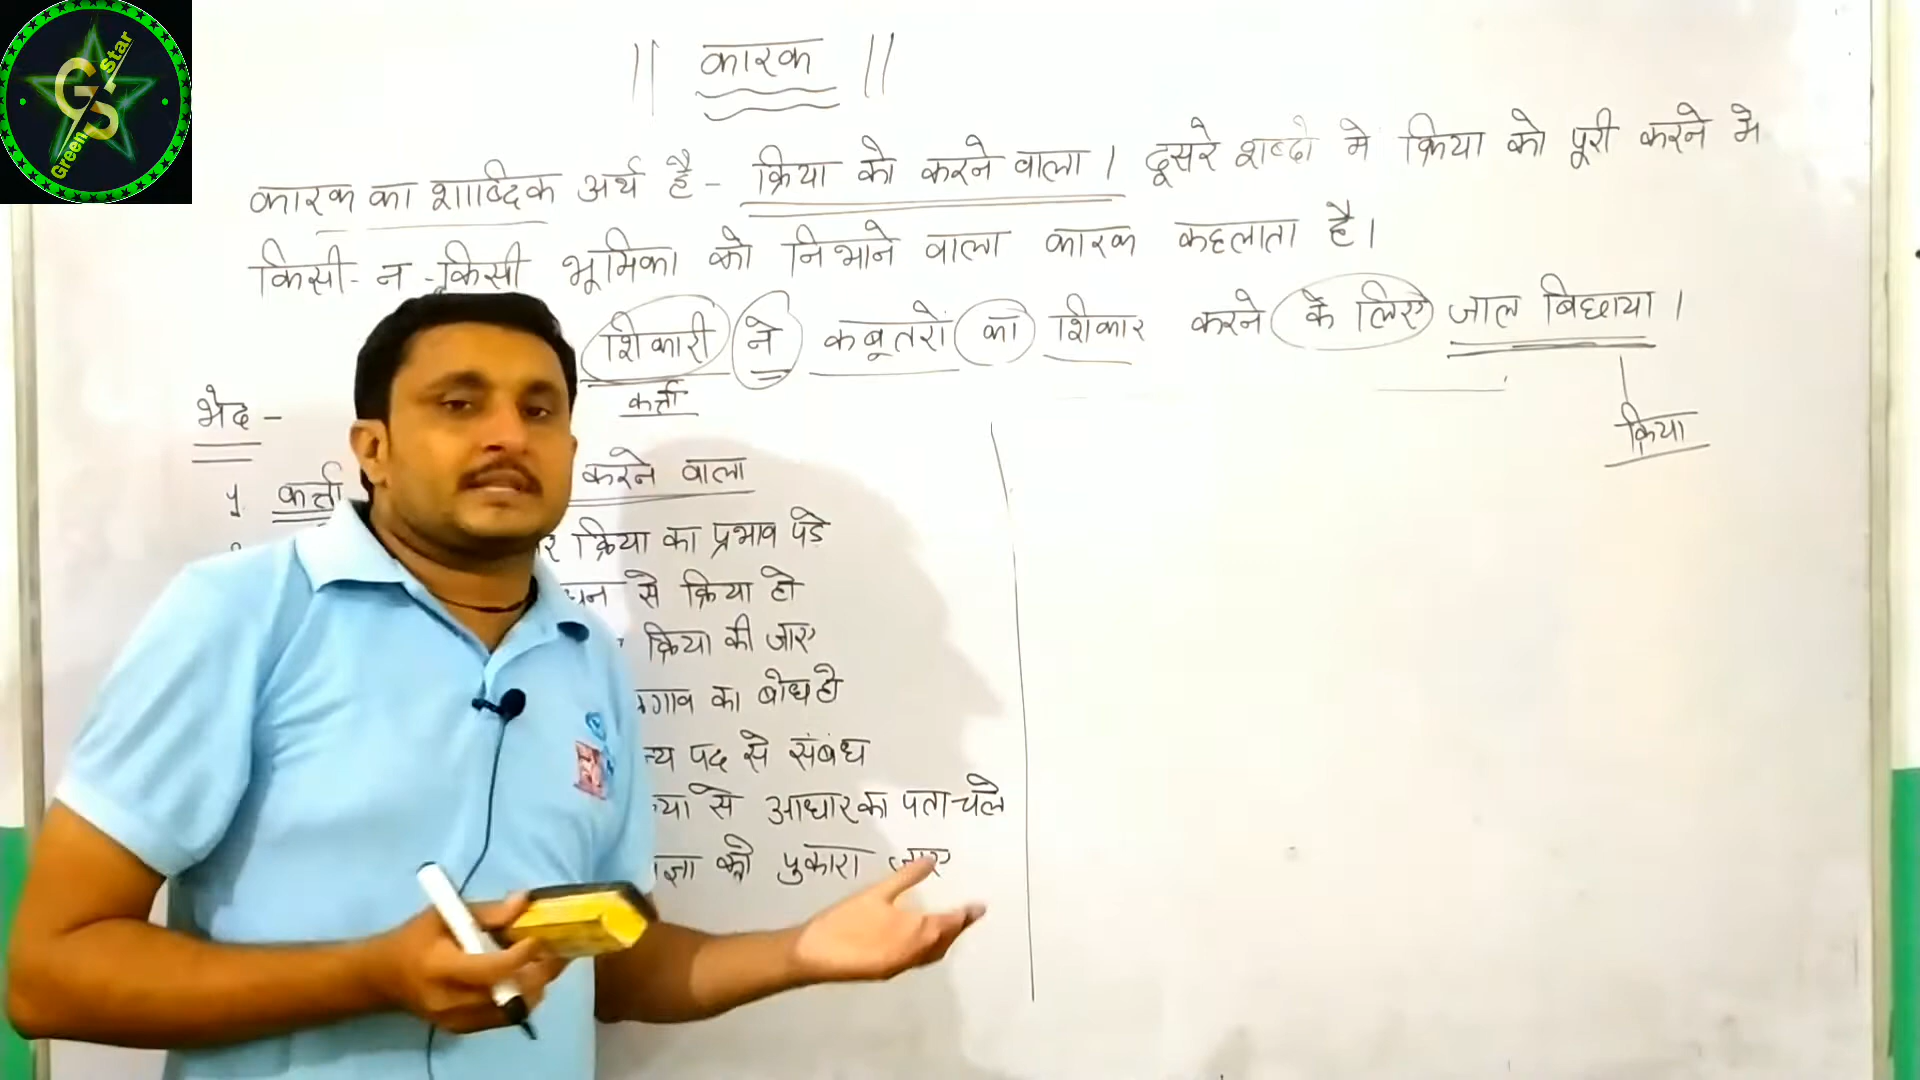 Green Star
GS
|| कारक ||
कारक का शाब्दिक अर्थ है - क्रिया को करने वाला । दूसरे शब्दो मे क्रिया को पूरी करने मे
किसी - न - किसी भूमिका को निभाने वाला कारक कहलाता है।
शिकारी ने कबूतरों का शिकार करने के लिए जाल बिछाया ।
कर्त्ता
क्रिया
भेद -
1 कर्त्ता करने वाला
क्रिया का प्रभाव पडे
से क्रिया हो
क्रिया की जाए
का बोध हो
पद से संबंध
से आधार का पता चले
को पुकारा जाए